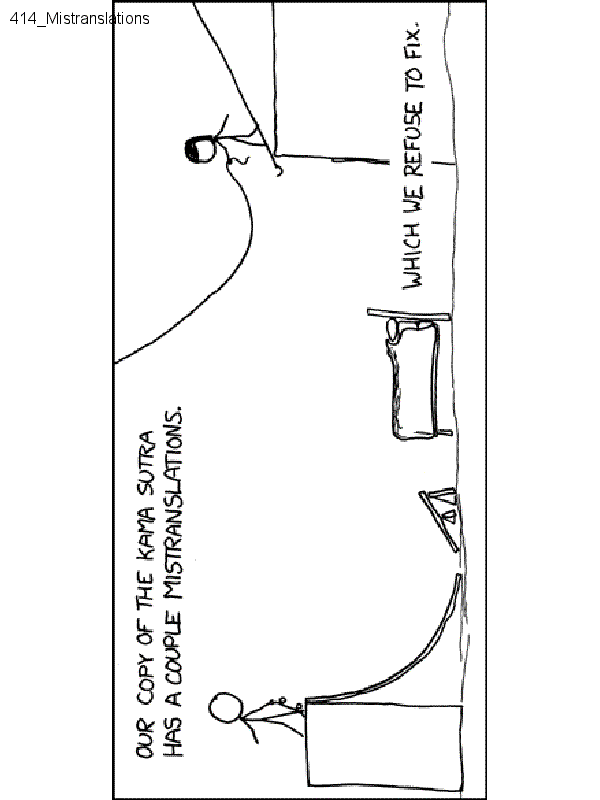 414_Mistranslations
OUR COPY OF THE KAMA SUTRA
HAS A COUPLE MISTRANSLATIONS.
WHICH WE REFUSE TO FIX.